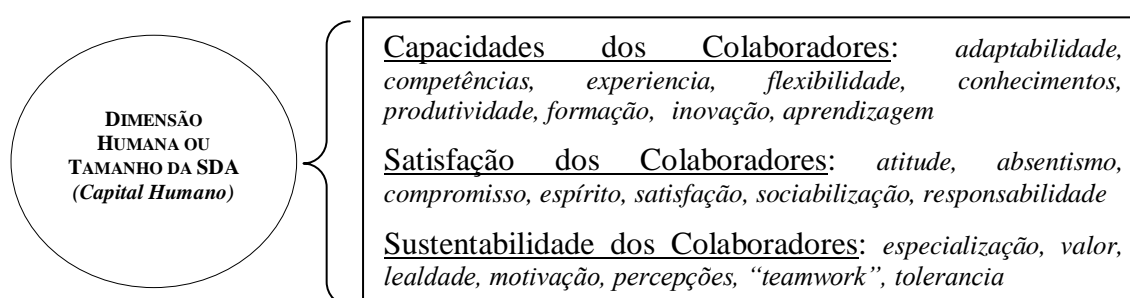 DIMENSÃO
HUMANA OU
TAMANHO DA SDA
(Capital Humano)
Capacidades dos Colaboradores: adaptabilidade,
competências, experiencia, flexibilidade, conhecimentos,
produtividade, formação, inovação, aprendizagem
Satisfação dos Colaboradores: atitude, absentismo,
compromisso, espírito, satisfação, sociabilização, responsabilidade
Sustentabilidade dos Colaboradores: especialização, valor,
lealdade, motivação, percepções, “teamwork”, tolerancia